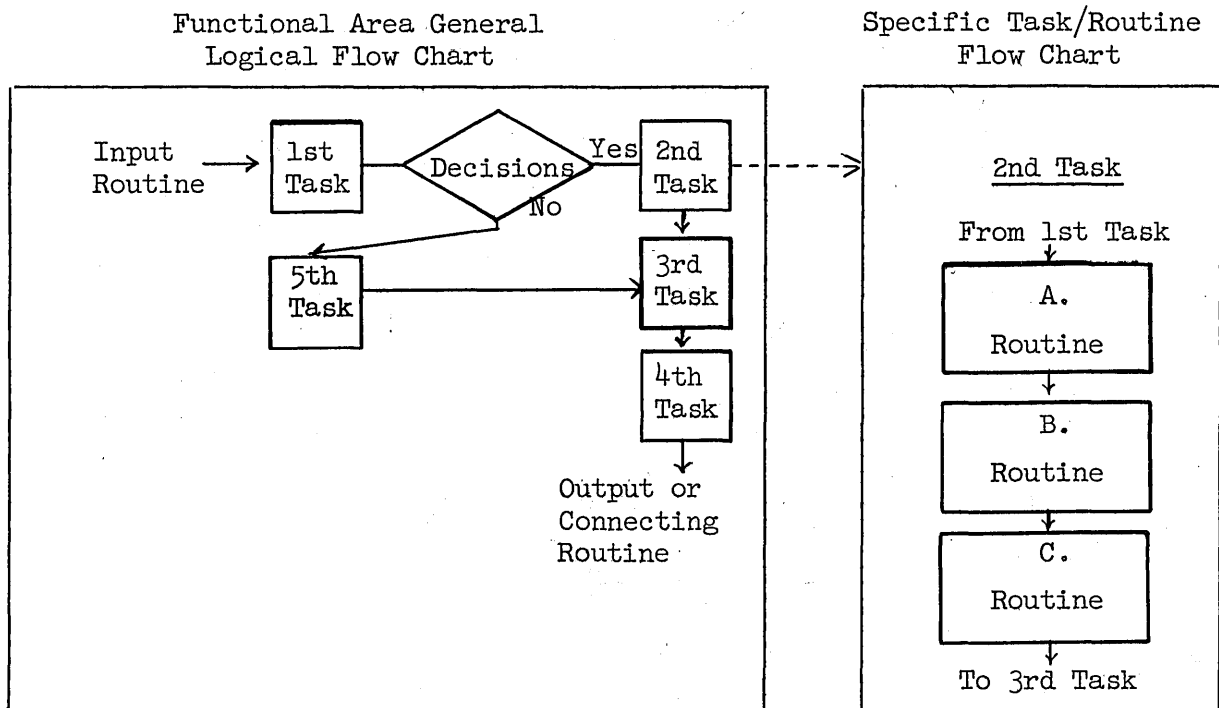 Functional Area General
Logical Flow Chart
Input
Routine
1st
Task
Decisions
Yes
No
2nd
Task
5th
Task
3rd
Task
4th
Task
Output or
Connecting
Routine
Specific Task/Routine
Flow Chart
2nd Task
From 1st Task
A.
Routine
B.
Routine
C.
Routine
To 3rd Task